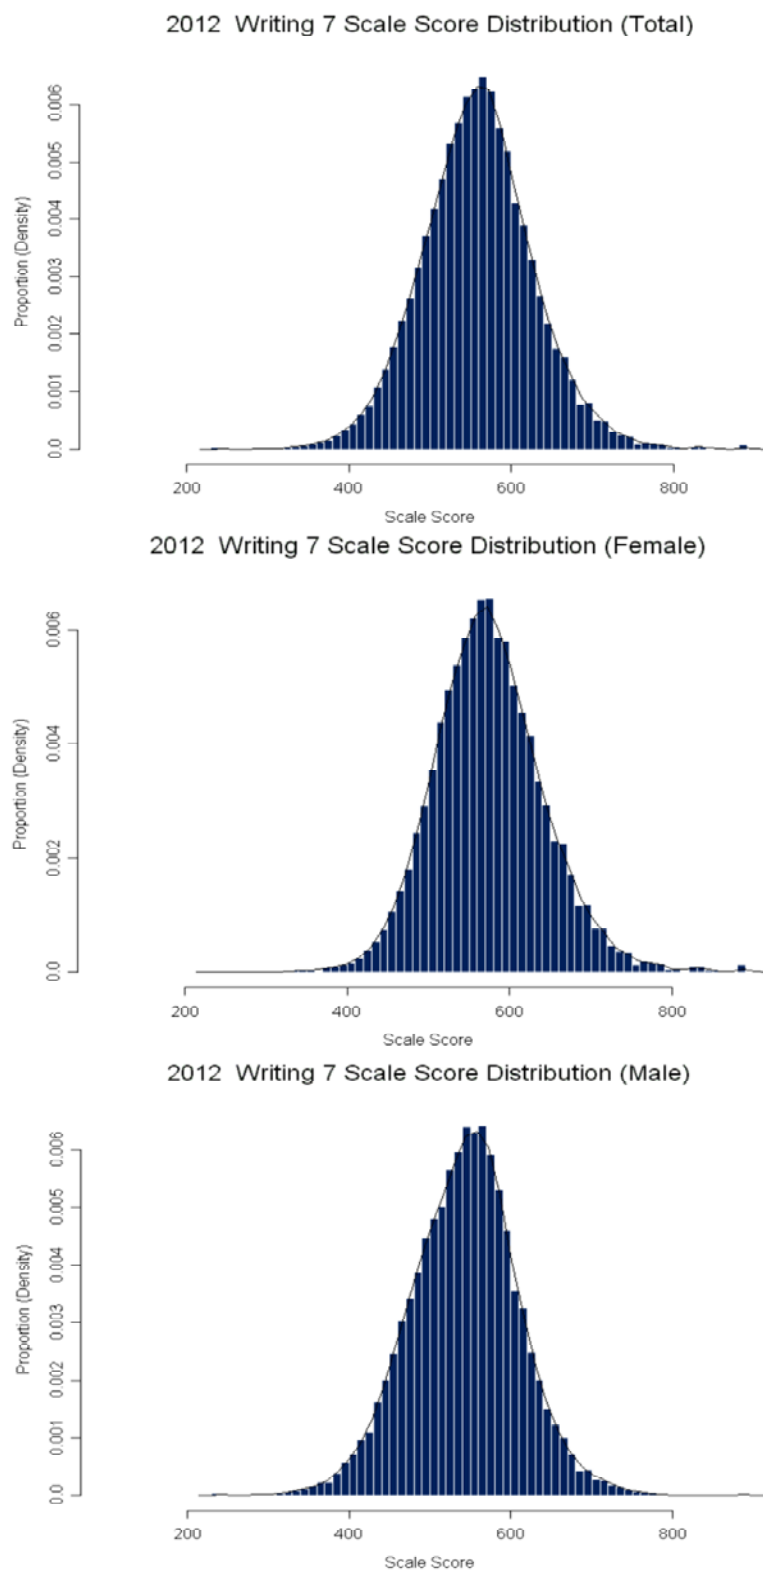 2012 Writing 7 Scale Score Distribution (Total)
Proportion (Density)
0.006
0.005
0.004
0.003
0.002
0.001
0.0
200 400 600 800
Scale Score
2012 Writing 7 Scale Score Distribution (Female)
Proportion (Density)
0.006
0.004
0.002
0.0
200 400 600 800
Scale Score
2012 Writing 7 Scale Score Distribution (Male)
Proportion (Density)
0.006
0.005
0.004
0.003
0.002
0.001
0.0
200 400 600 800
Scale Score